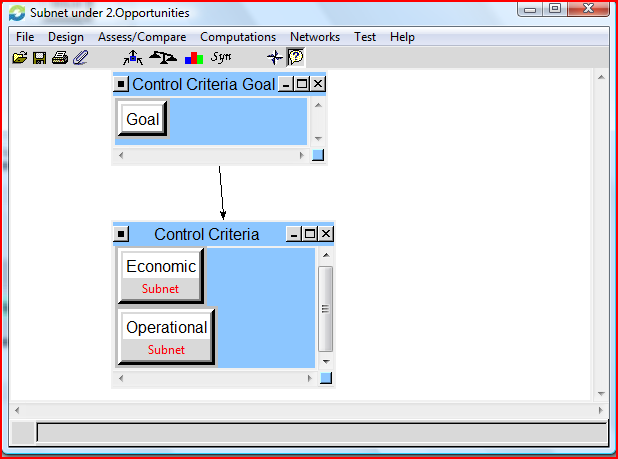 Subnet under 2.Opportunities
File Design Assess/Compare Computations Networks Test Help
Syn
Control Criteria Goal
Goal
Control Criteria
Economic
Subnet
Operational
Subnet